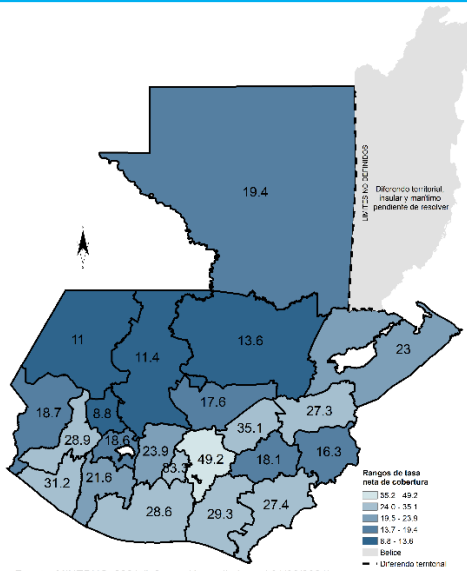 19.4
LIMITES NO DEFINIDOS
Diferendo territorial,
insular y marítimo
pendiente de resolver
11
11.4
13.6
23
18.7
8.8
17.6
27.3
35.1
28.9
18.6
23.9
49.2
18.1
16.3
31.2
21.6
28.6
29.3
27.4
Rangos de tasa
neta de cobertura
35.2 - 49.2
24.0 - 35.1
19.5 - 23.9
13.7 - 19.4
8.8 - 13.6
Belice
Diferendo territorial